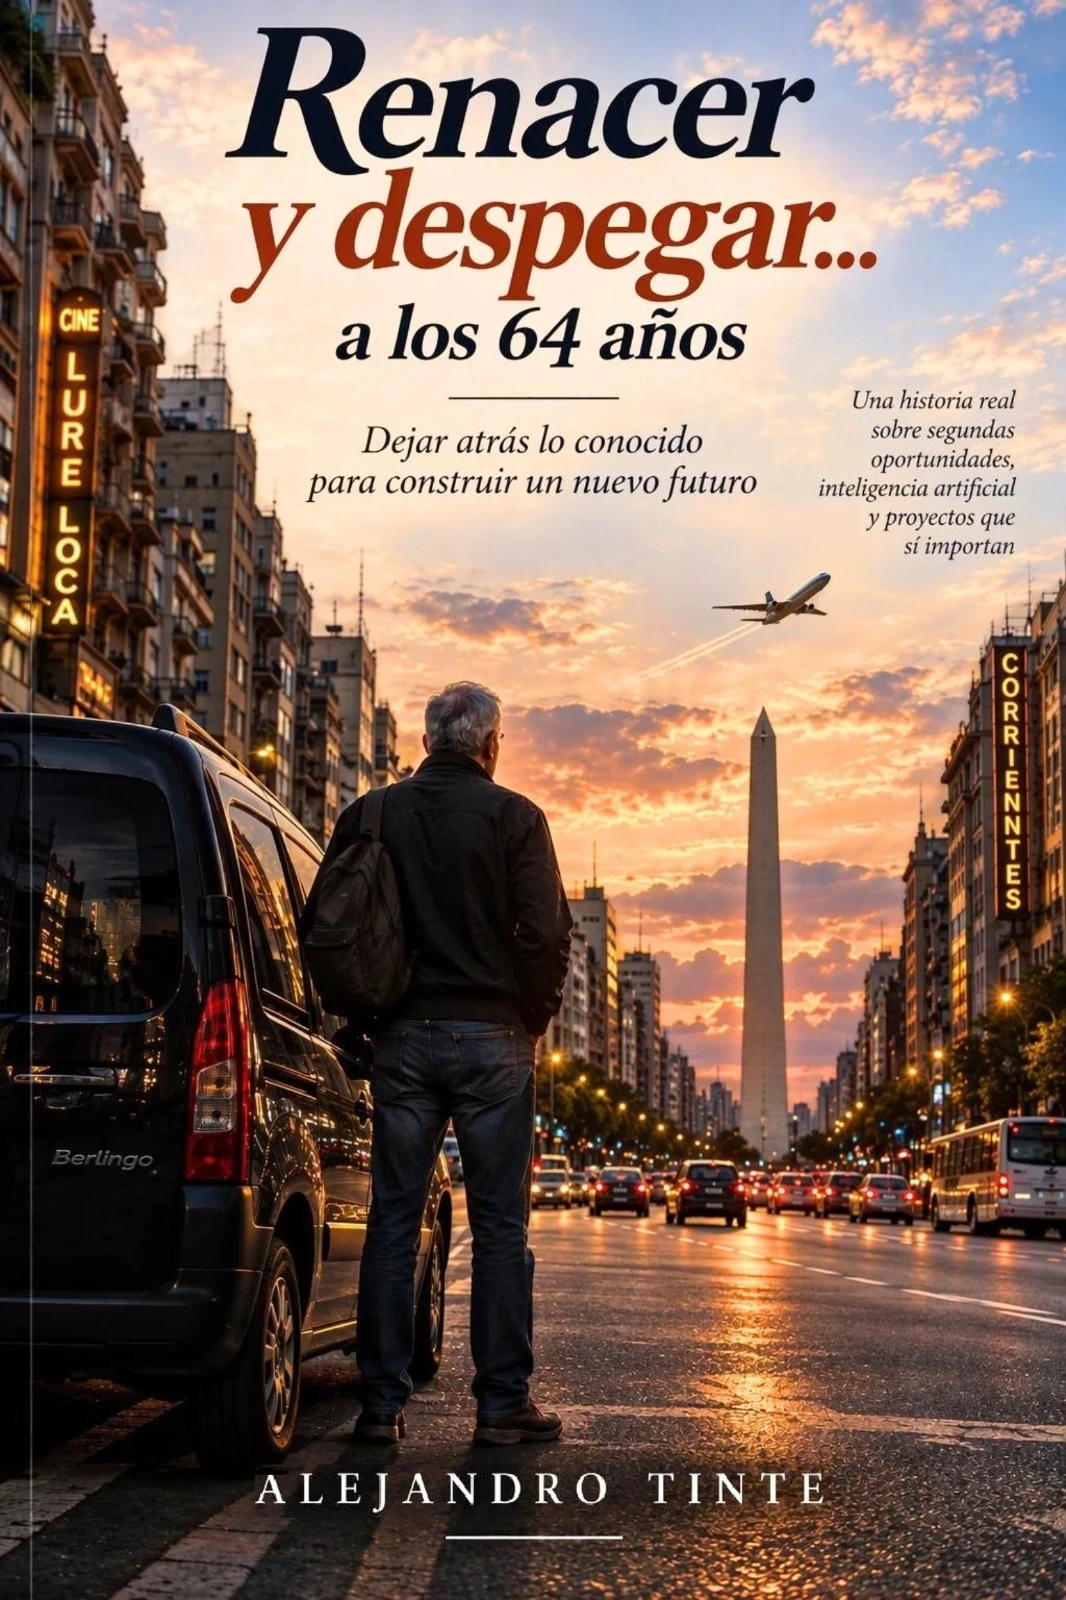 Renacer
y despegar...
a los 64 años
Dejar atrás lo conocido
para construir un nuevo futuro
Una historia real
sobre segundas
oportunidades,
inteligencia artificial
y proyectos que
sí importan
CINE
LURE LOCA
CORRIENTES
Berlingo
ALEJANDRO TINTE